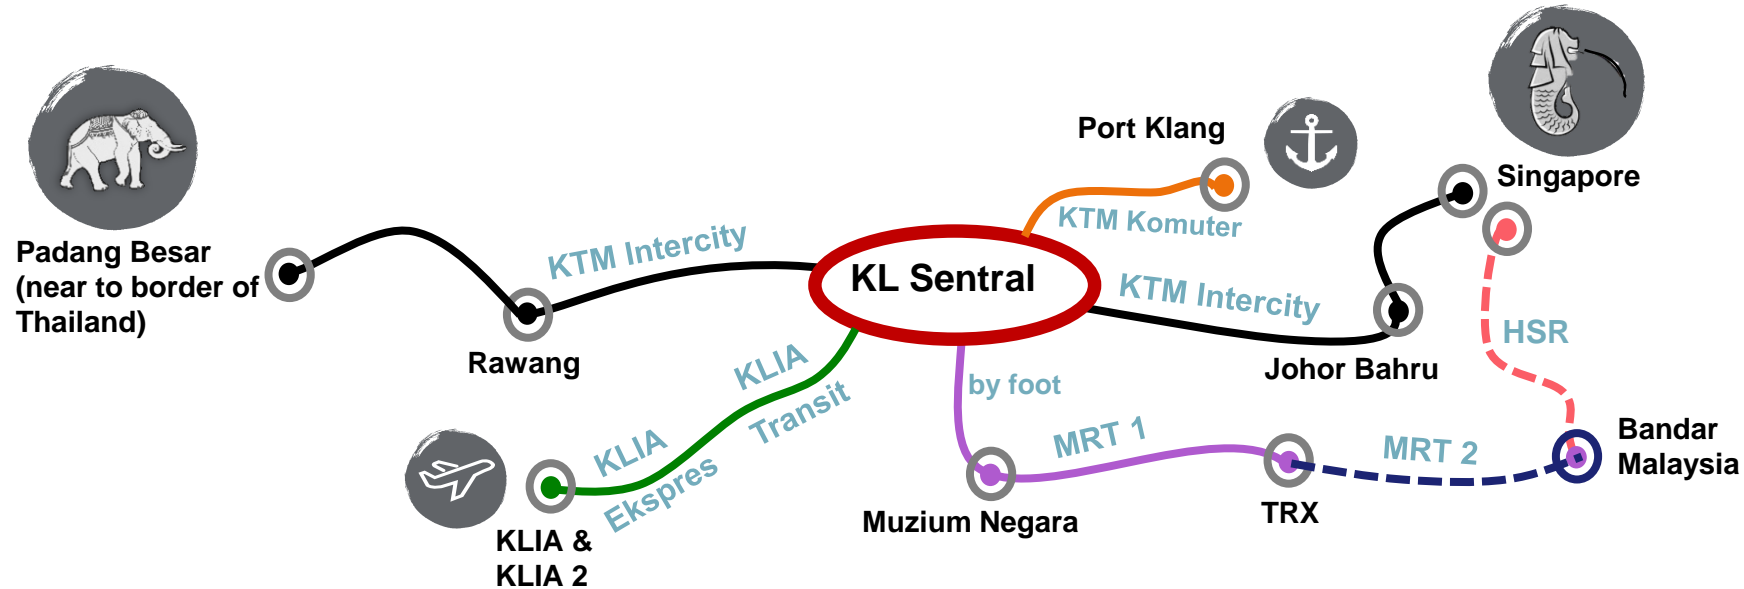 Padang Besar
(near to border of
Thailand)
KTM Intercity
Rawang
KL Sentral
Port Klang
KTM Komuter
KTM Intercity
Johor Bahru
Singapore
HSR
Bandar
Malaysia
KLIA
Transit
KLIA
Ekspres
KLIA &
KLIA 2
by foot
Muzium Negara
MRT 1
TRX
MRT 2